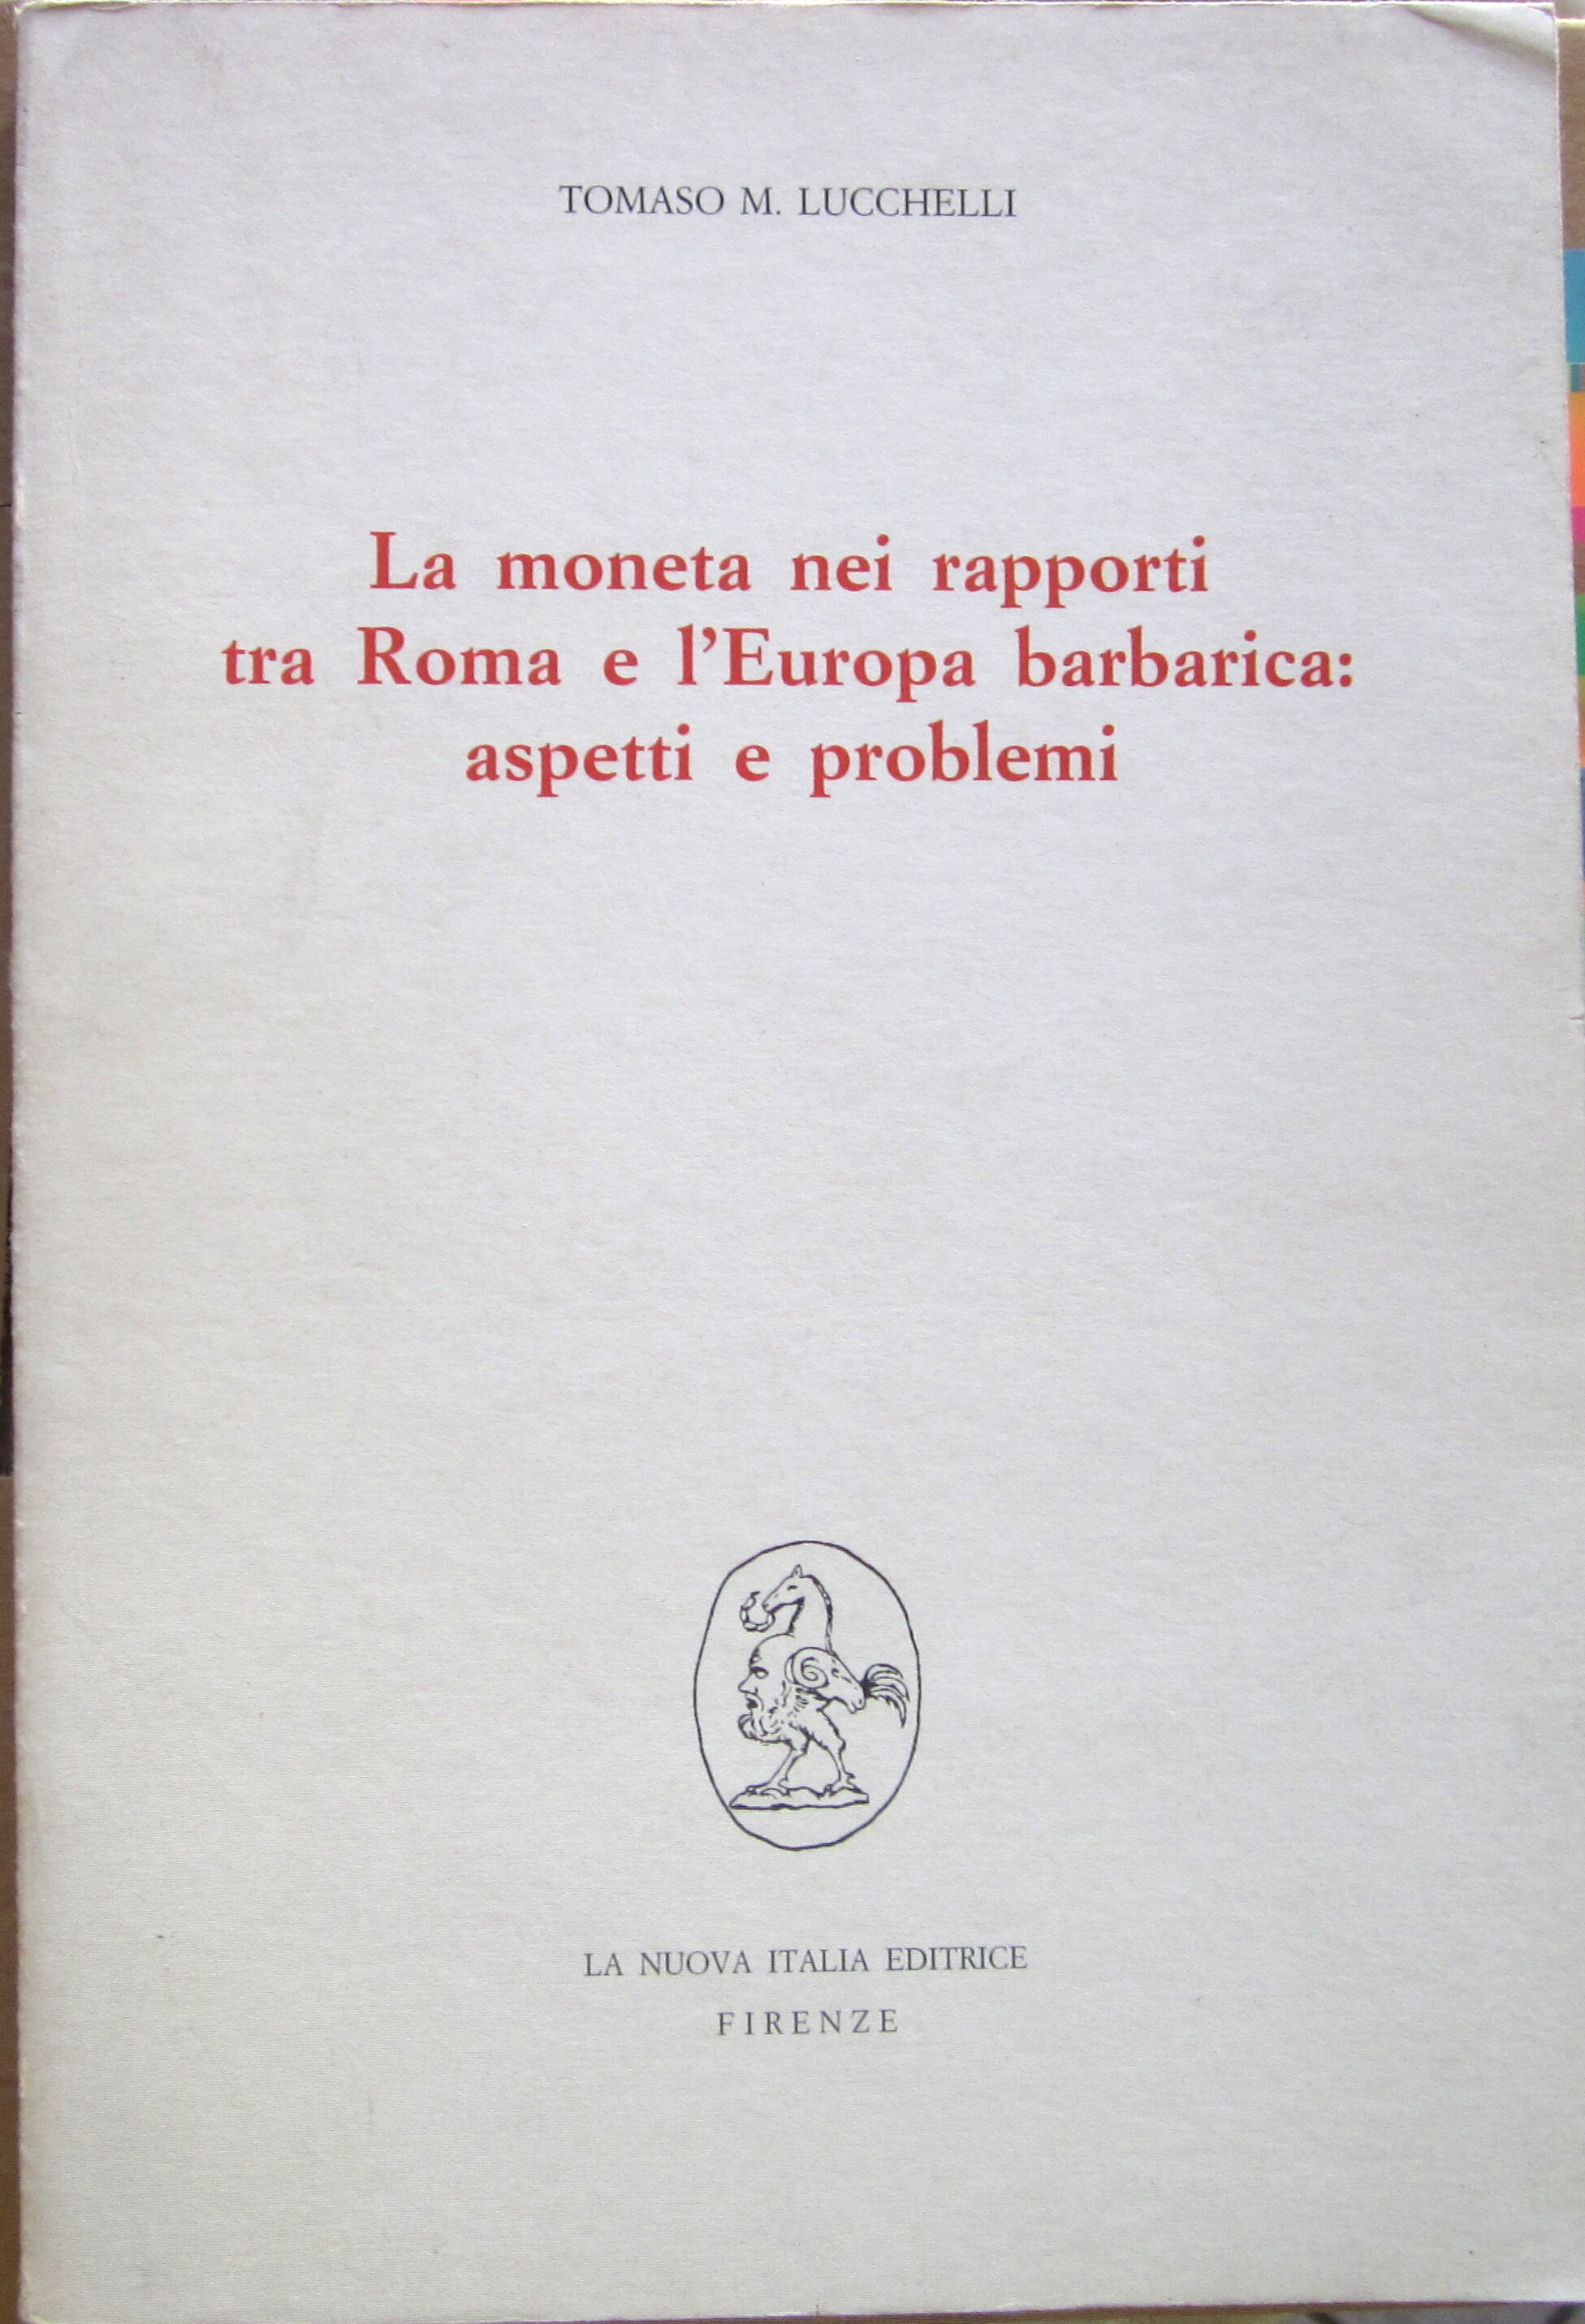 TOMASO M. LUCCHELLI
La moneta nei rapporti
tra Roma e l'Europa barbarica:
aspetti e problemi
LA NUOVA ITALIA EDITRICE
FIRENZE